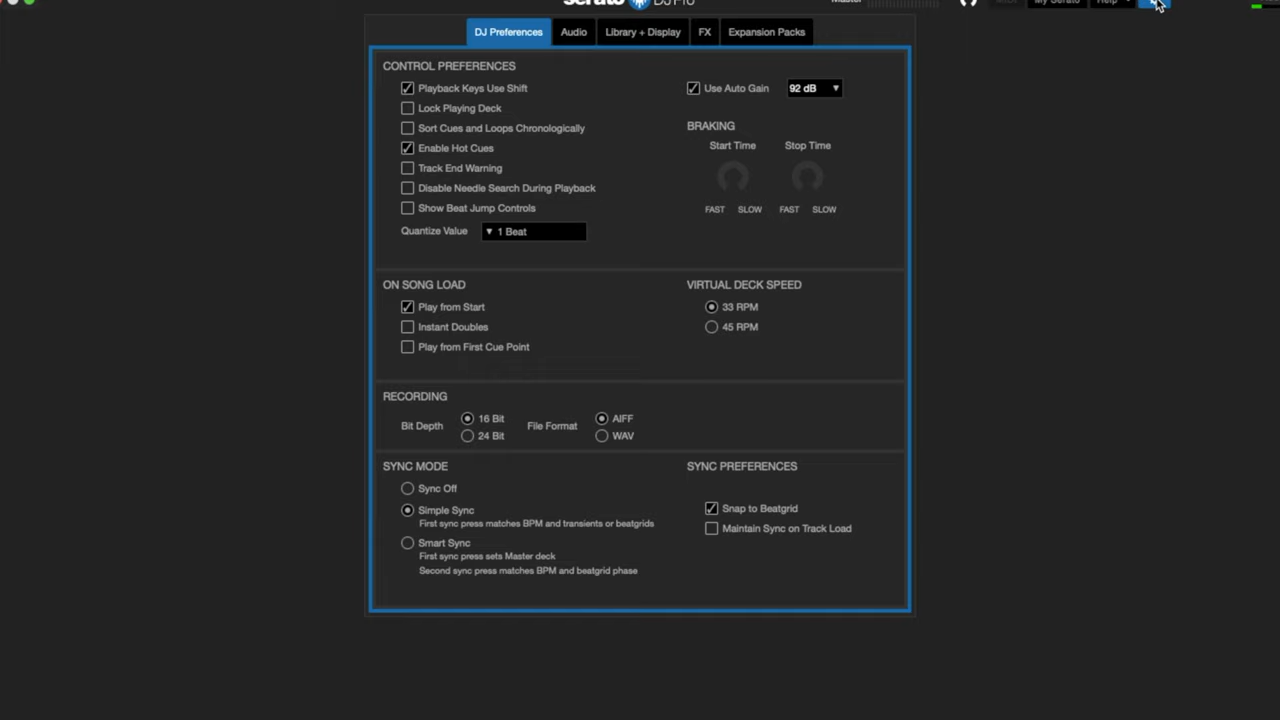 serato DJ Pro
Master
MIDI
My Serato
Help
DJ Preferences
Audio
Library + Display
FX
Expansion Packs
CONTROL PREFERENCES
Playback Keys Use Shift
Lock Playing Deck
Sort Cues and Loops Chronologically
Enable Hot Cues
Track End Warning
Disable Needle Search During Playback
Show Beat Jump Controls
Quantize Value
1 Beat
Use Auto Gain
92 dB
BRAKING
Start Time
Stop Time
FAST
SLOW
FAST
SLOW
ON SONG LOAD
Play from Start
Instant Doubles
Play from First Cue Point
VIRTUAL DECK SPEED
33 RPM
45 RPM
RECORDING
Bit Depth
16 Bit
24 Bit
File Format
AIFF
WAV
SYNC MODE
Sync Off
Simple Sync
First sync press matches BPM and transients or beatgrids
Smart Sync
First sync press sets Master deck
Second sync press matches BPM and beatgrid phase
SYNC PREFERENCES
Snap to Beatgrid
Maintain Sync on Track Load